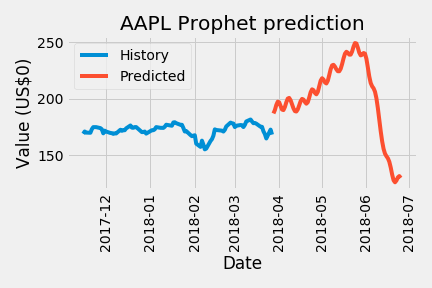 AAPL Prophet prediction
History
Predicted
Value (US$0)
250
200
150
2017-12
2018-01
2018-02
2018-03
2018-04
2018-05
2018-06
2018-07
Date